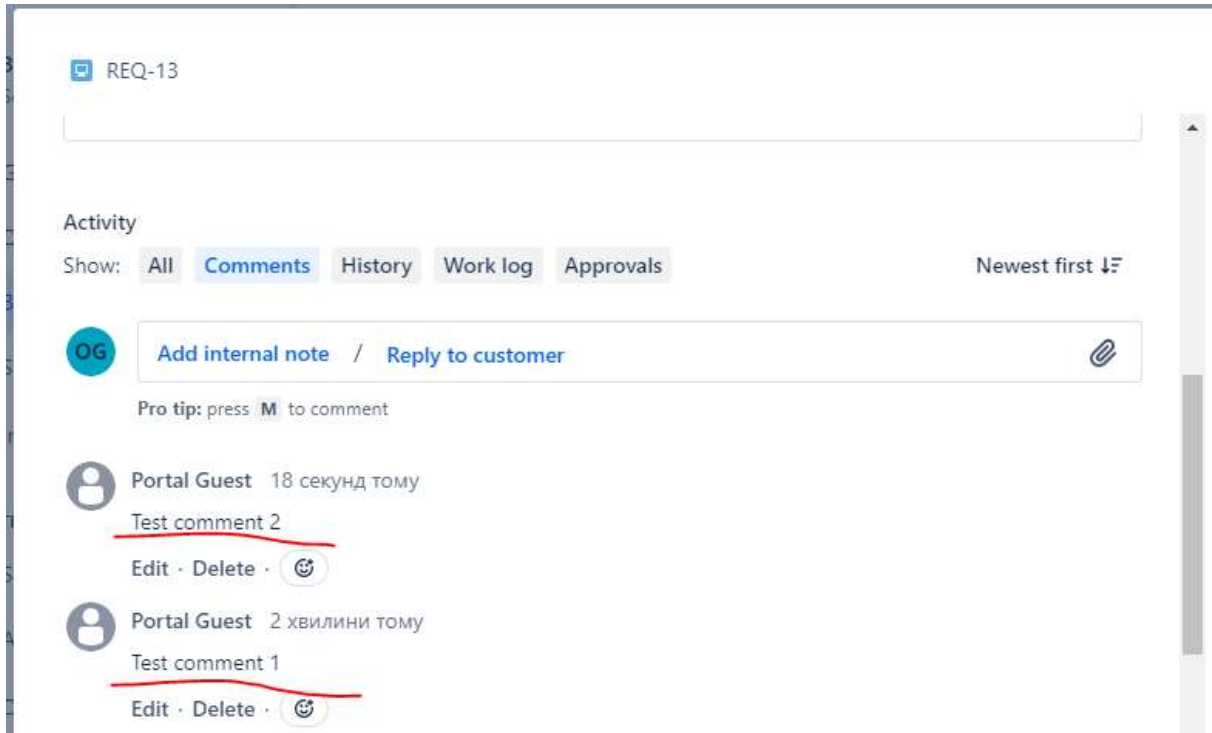 REQ-13
Activity
Show: All Comments History Work log Approvals Newest first
OG Add internal note / Reply to customer
Pro tip: press M to comment
Portal Guest 18 секунд тому
Test comment 2
Edit · Delete ·
Portal Guest 2 хвилини тому
Test comment 1
Edit · Delete ·